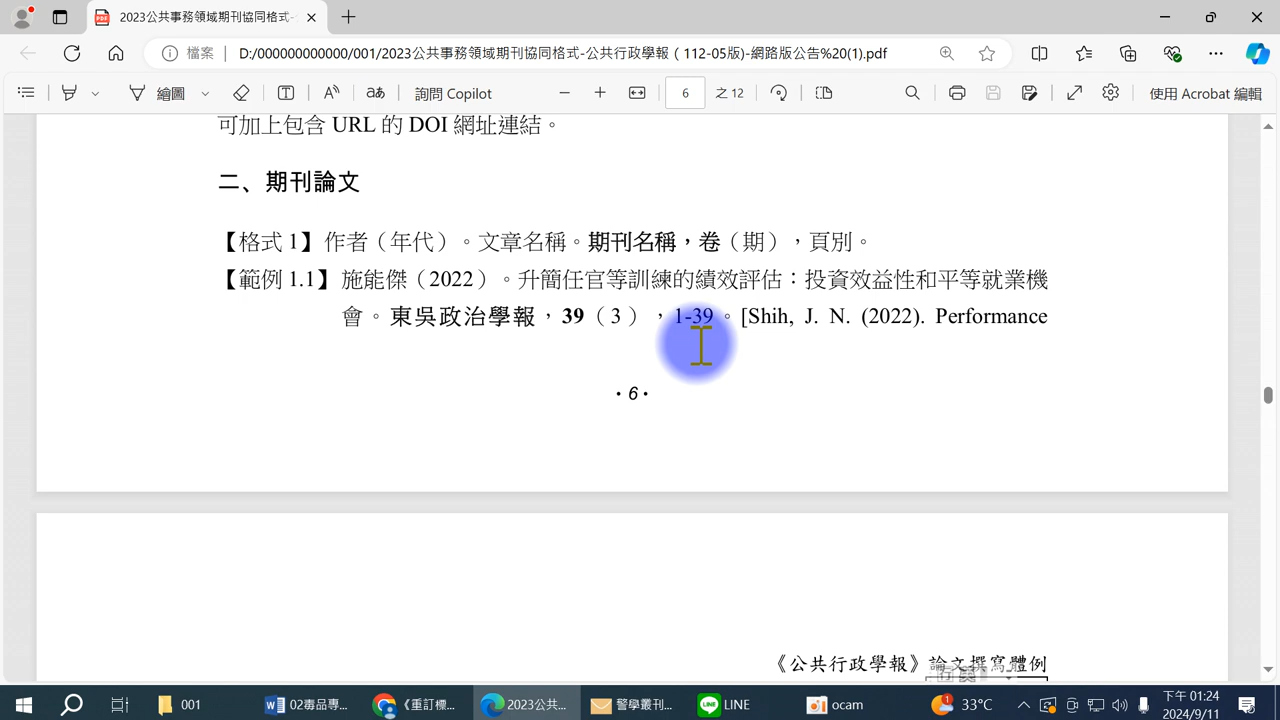 2023公共事務領域期刊協同格式-
檔案
D:/000000000000/001/2023公共事務領域期刊協同格式-公共行政學報（112-05版)-網路版公告%20(1).pdf
繪圖
詢問 Copilot
6
之 12
使用 Acrobat 編輯
可加上包含 URL 的 DOI 網址連結。
二、期刊論文
【格式 1】作者（年代）。文章名稱。期刊名稱，卷（期），頁別。
【範例 1.1】施能傑（2022）。升簡任官等訓練的績效評估：投資效益性和平等就業機
會。東吳政治學報，39（3），1-39。[Shih, J. N. (2022). Performance
·6·
《公共行政學報》論文撰寫體例
001
02毒品專...
《重訂欄...
2023公共...
警學叢刊...
LINE
ocam
1
33°C
下午 01:24
2024/9/11